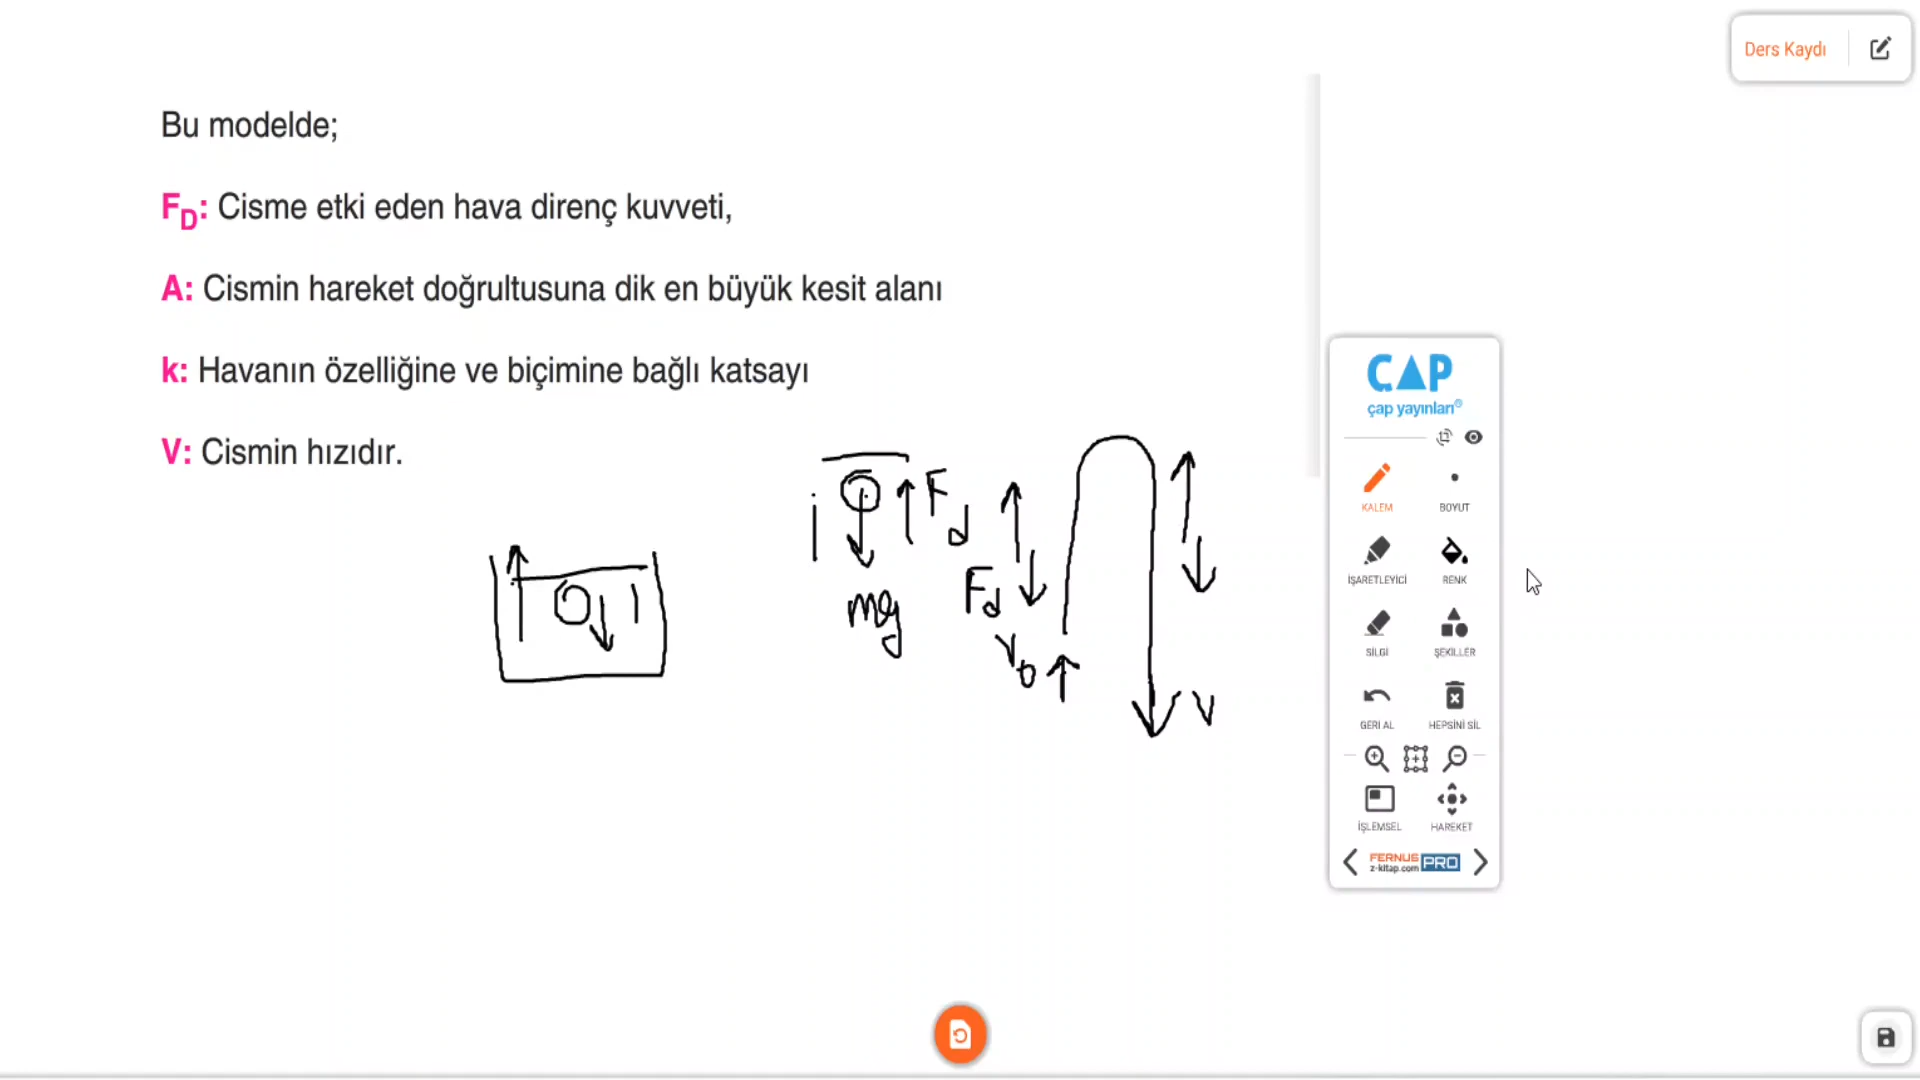 Ders Kaydı
Bu modelde;
FD: Cisme etki eden hava direnç kuvveti,
A: Cismin hareket doğrultusuna dik en büyük kesit alanı
k: Havanın özelliğine ve biçimine bağlı katsayı
V: Cismin hızıdır.
Fd
mg
Fd
V0
V
ÇAP
çap yayınları®
KALEM
BOYUT
İŞARETLEYİCİ
RENK
SİLGİ
ŞEKİLLER
GERİ AL
HEPSİNİ SİL
İŞLEMSEL
HAREKET
FERNUS PRO
z-kitap.com